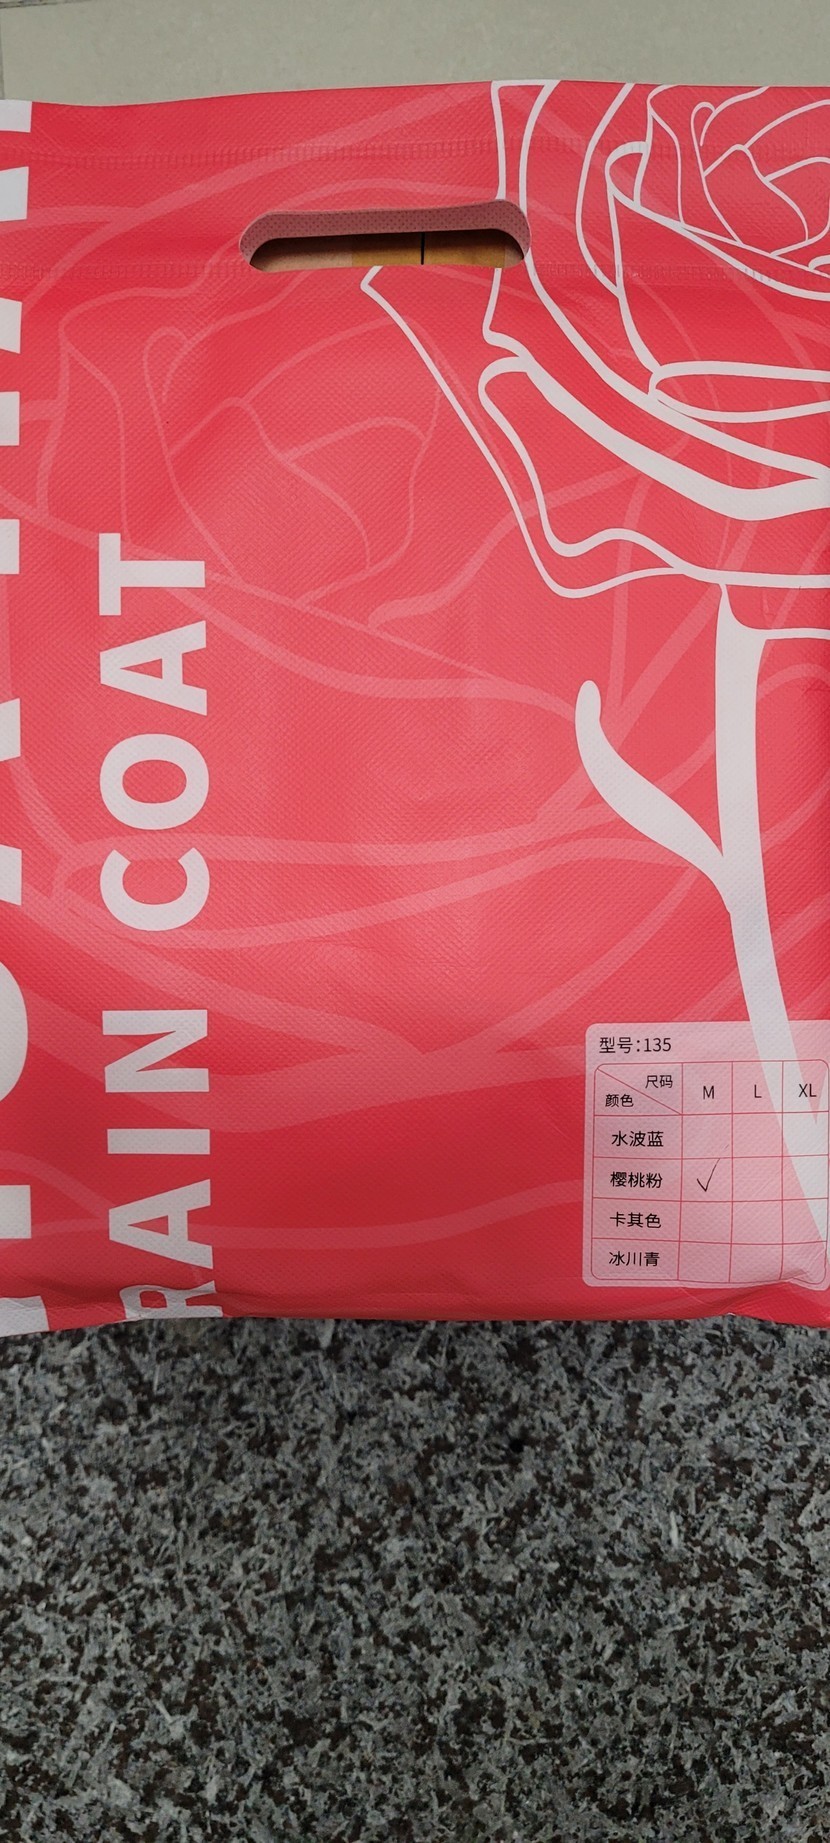 RAIN COAT
型号:135
尺码
颜色
M L XL
水波蓝
樱桃粉 ✓
卡其色
冰川青